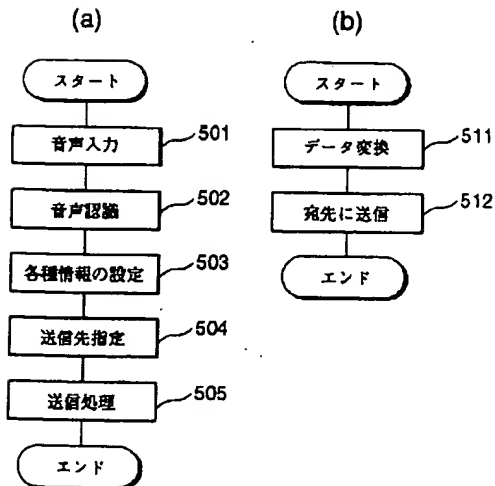 (a)
スタート
音声入力
501
音声認識
502
各種情報の設定
503
送信先指定
504
送信処理
505
エンド
(b)
スタート
データ変換
511
宛先に送信
512
エンド